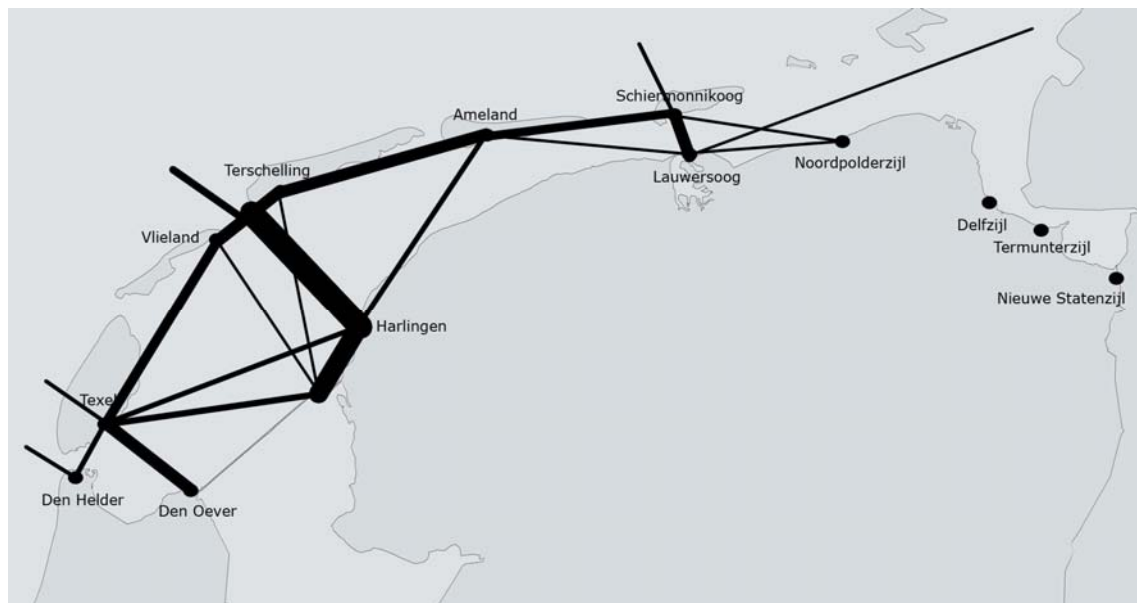 Schiermonnikoog
Ameland
Noordpolderzijl
Terschelling
Lauwersoog
Delfzijl
Vlieland
Termunterzijl
Nieuwe Statenzijl
Harlingen
Texel
Den Helder
Den Oever